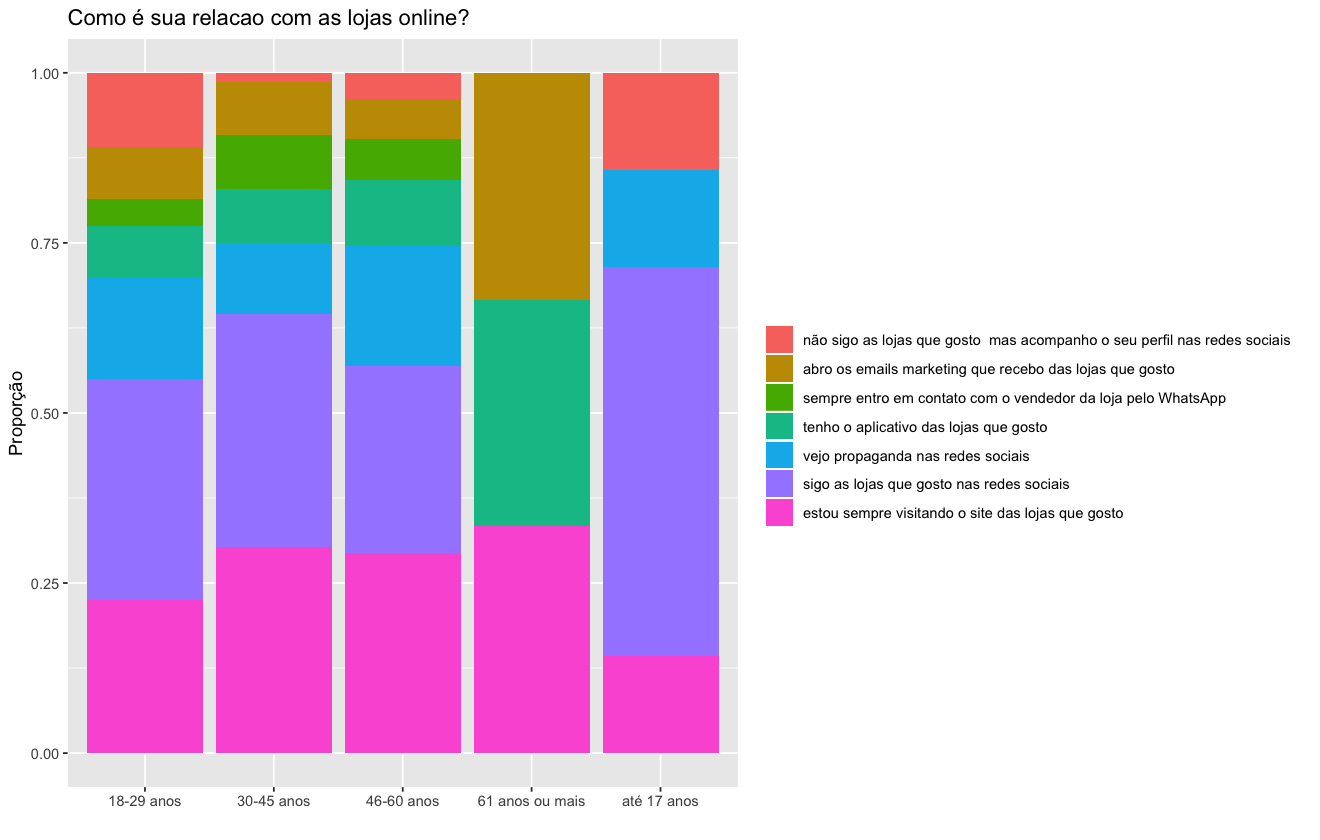 Como é sua relacao com as lojas online?
Proporção
1.00
0.75
0.50
0.25
0.00
18-29 anos
30-45 anos
46-60 anos
61 anos ou mais
até 17 anos
não sigo as lojas que gosto  mas acompanho o seu perfil nas redes sociais
abro os emails marketing que recebo das lojas que gosto
sempre entro em contato com o vendedor da loja pelo WhatsApp
tenho o aplicativo das lojas que gosto
vejo propaganda nas redes sociais
sigo as lojas que gosto nas redes sociais
estou sempre visitando o site das lojas que gosto